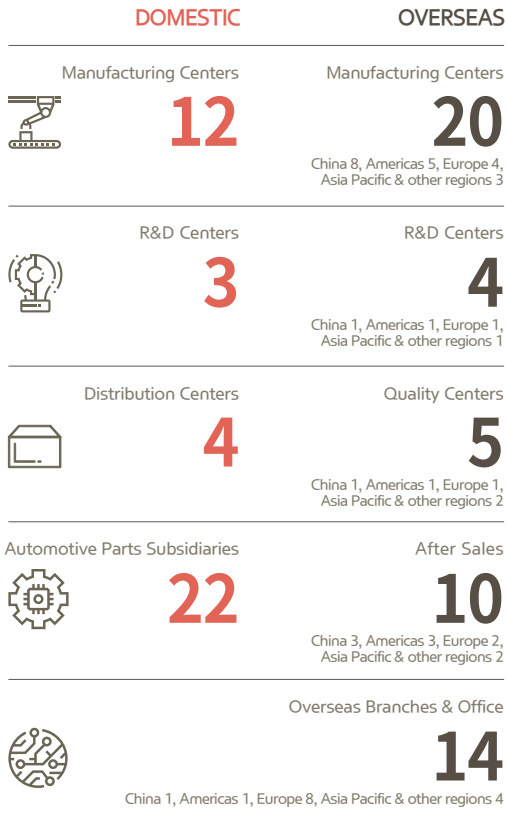 DOMESTIC
OVERSEAS
Manufacturing Centers
12
Manufacturing Centers
20
China 8, Americas 5, Europe 4,
Asia Pacific & other regions 3
R&D Centers
3
R&D Centers
4
China 1, Americas 1, Europe 1,
Asia Pacific & other regions 1
Distribution Centers
4
Quality Centers
5
China 1, Americas 1, Europe 1,
Asia Pacific & other regions 2
Automotive Parts Subsidiaries
22
After Sales
10
China 3, Americas 3, Europe 2,
Asia Pacific & other regions 2
Overseas Branches & Office
14
China 1, Americas 1, Europe 8, Asia Pacific & other regions 4